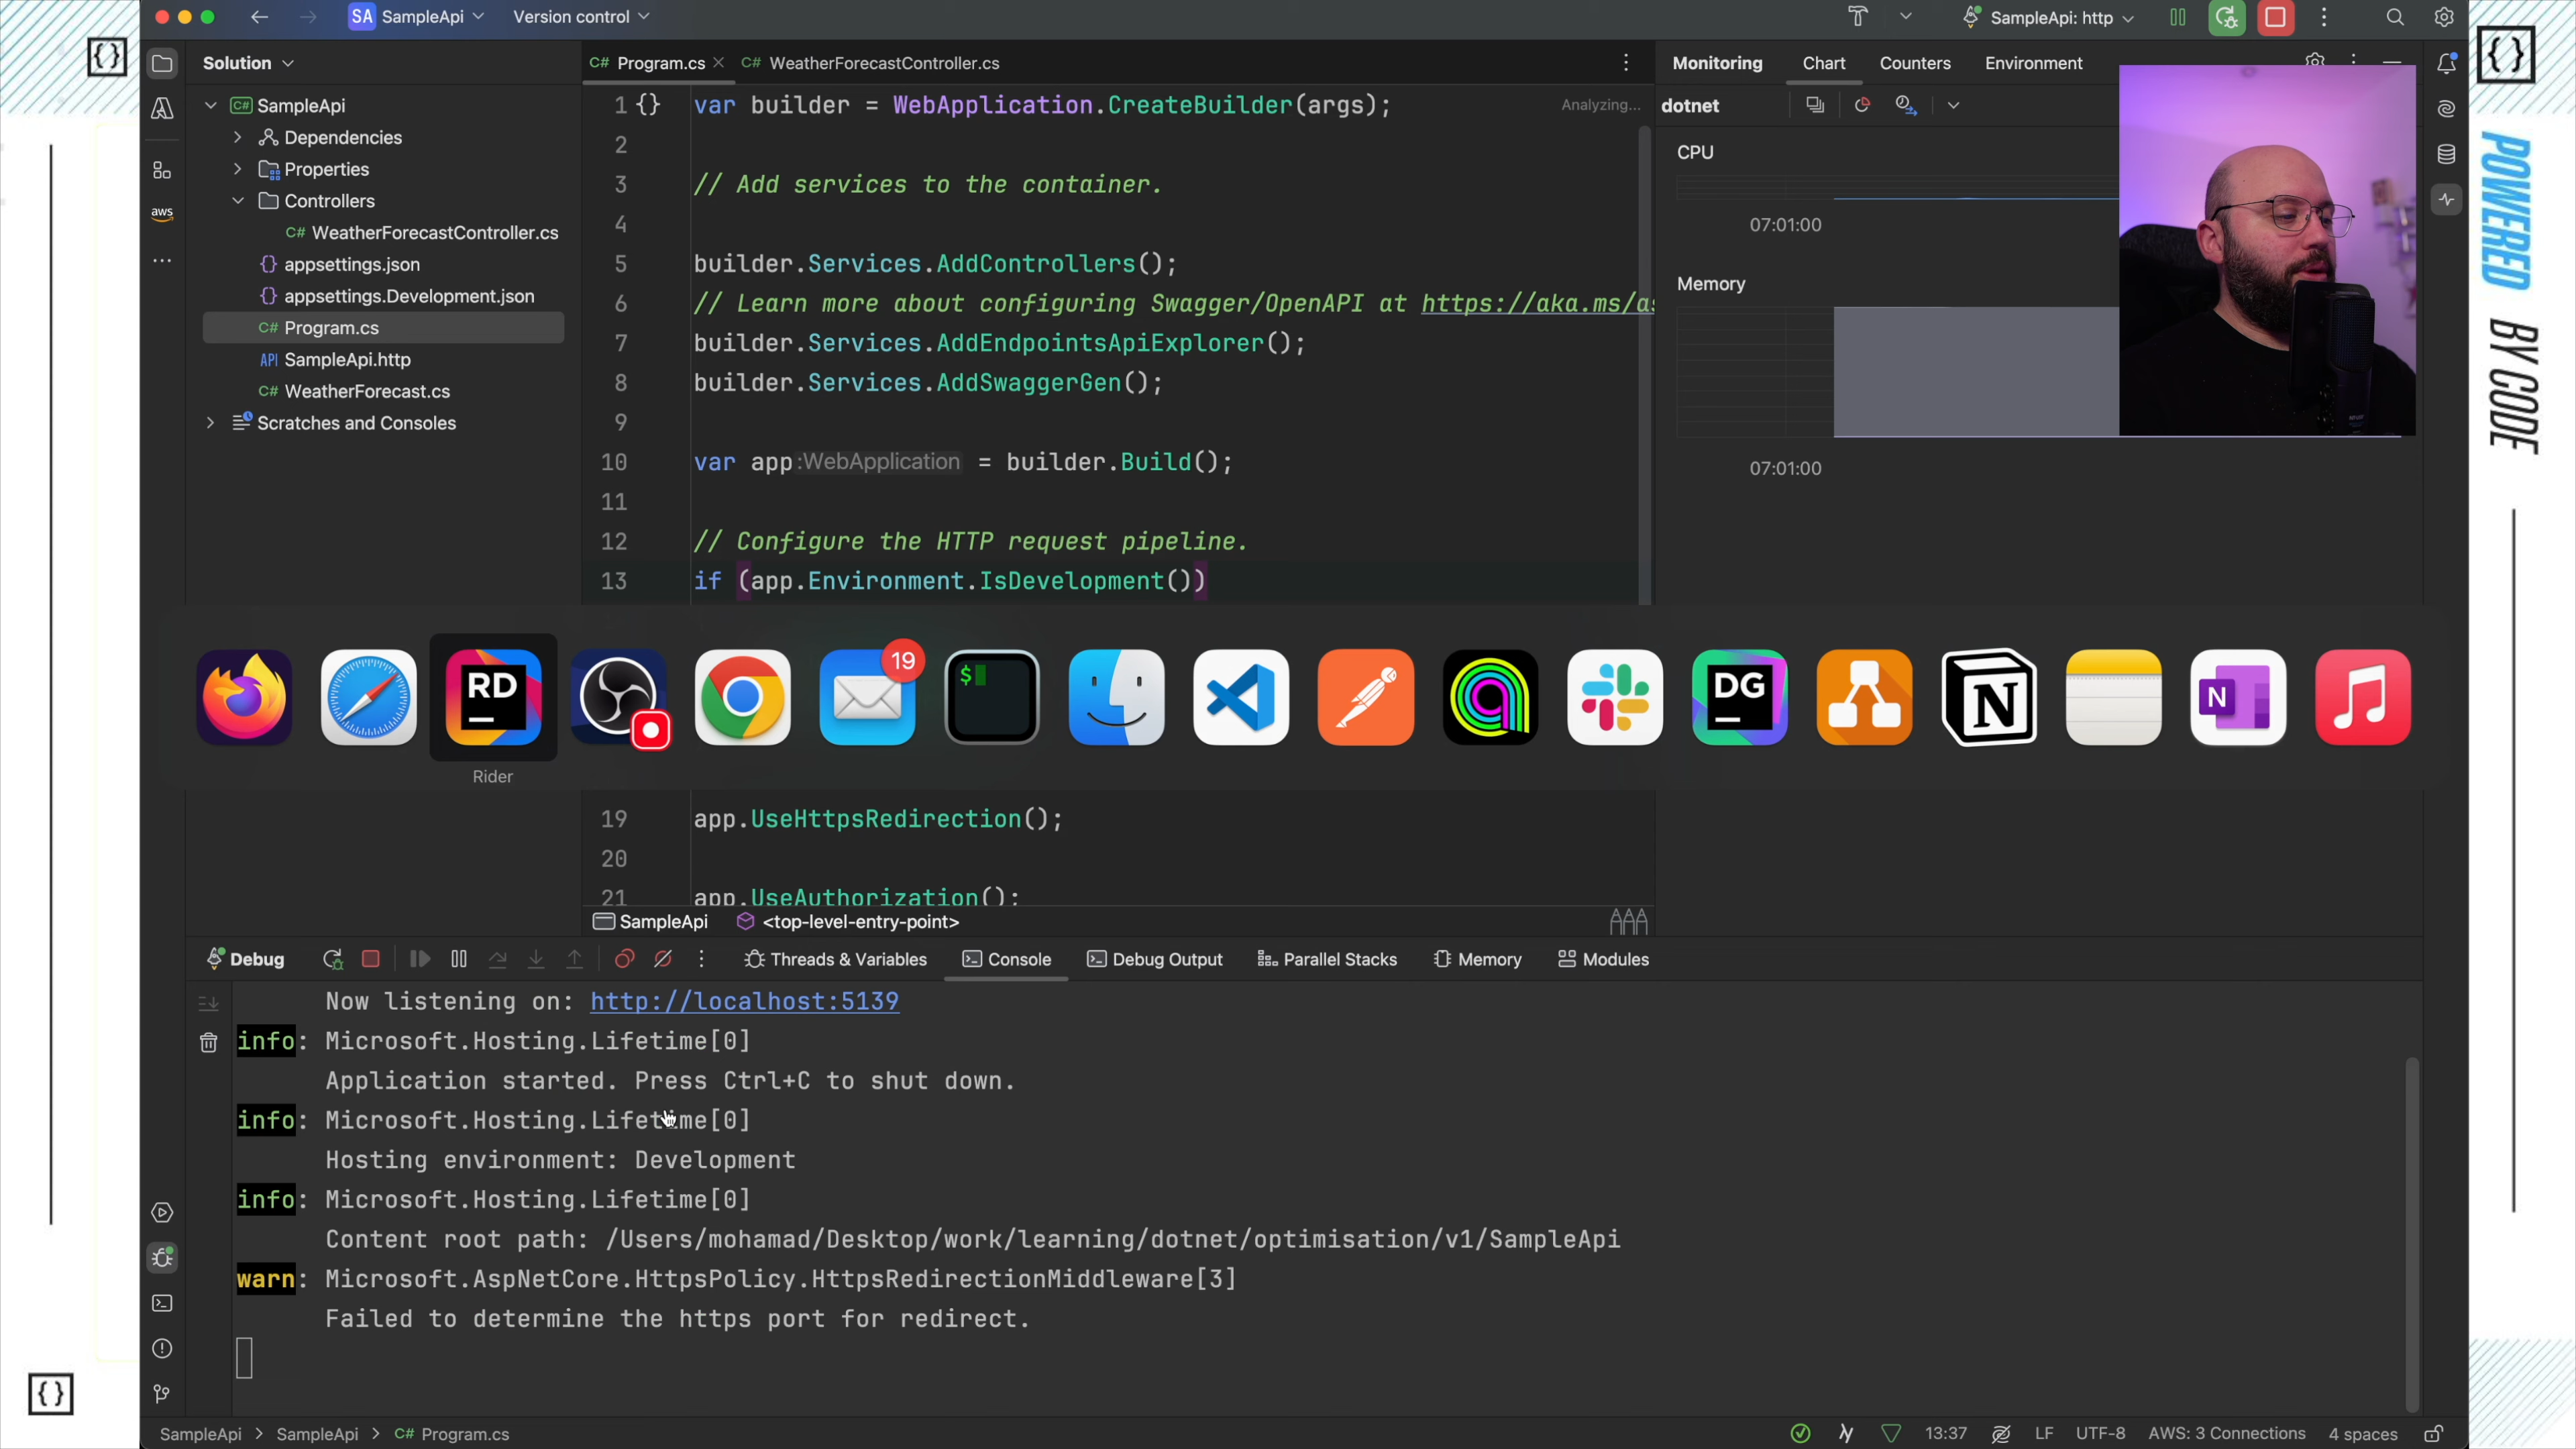 SA SampleApi
Version control
SampleApi: http
Solution
C# Program.cs
C# WeatherForecastController.cs
Monitoring
Chart
Counters
Environment
C# SampleApi
Dependencies
Properties
Controllers
C# WeatherForecastController.cs
{} appsettings.json
{} appsettings.Development.json
C# Program.cs
API SampleApi.http
C# WeatherForecast.cs
Scratches and Consoles
aws
1 {} var builder = WebApplication.CreateBuilder(args);
Analyzing...
2
3 // Add services to the container.
4
5 builder.Services.AddControllers();
6 // Learn more about configuring Swagger/OpenAPI at https://aka.ms/as
7 builder.Services.AddEndpointsApiExplorer();
8 builder.Services.AddSwaggerGen();
9
10 var app :WebApplication = builder.Build();
11
12 // Configure the HTTP request pipeline.
13 if (app.Environment.IsDevelopment())
dotnet
CPU
07:01:00
Memory
07:01:00
POWERED BY CODE
{}
{}
{}
RD
19
$
DG
N
N
Rider
19 app.UseHttpsRedirection();
20
21 app.UseAuthorization();
SampleApi
<top-level-entry-point>
Debug
Threads & Variables
Console
Debug Output
Parallel Stacks
Memory
Modules
Now listening on: http://localhost:5139
info: Microsoft.Hosting.Lifetime[0]
Application started. Press Ctrl+C to shut down.
info: Microsoft.Hosting.Lifetime[0]
Hosting environment: Development
info: Microsoft.Hosting.Lifetime[0]
Content root path: /Users/mohamad/Desktop/work/learning/dotnet/optimisation/v1/SampleApi
warn: Microsoft.AspNetCore.HttpsPolicy.HttpsRedirectionMiddleware[3]
Failed to determine the https port for redirect.
SampleApi > SampleApi > C# Program.cs
13:37
LF
UTF-8
AWS: 3 Connections
4 spaces